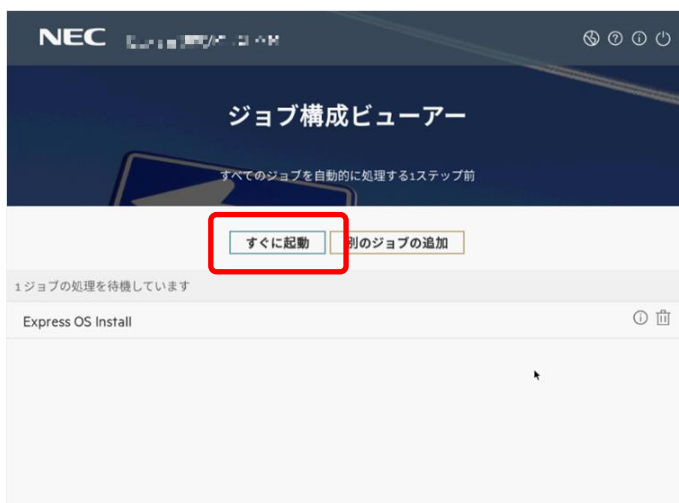 NEC
ジョブ構成ビューアー
すべてのジョブを自動的に処理する1ステップ前
すぐに起動 別のジョブの追加
1 ジョブの処理を待機しています
Express OS Install